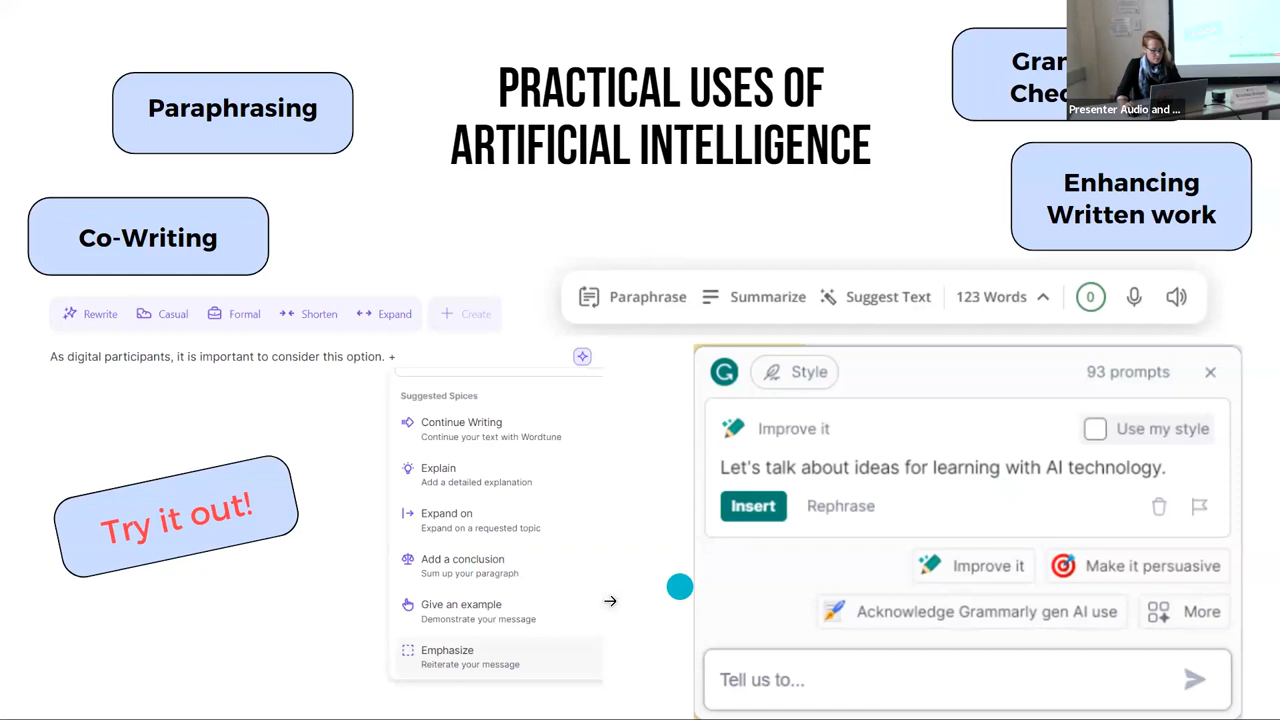 PRACTICAL USES OF
ARTIFICIAL INTELLIGENCE
Paraphrasing
Co-Writing
Enhancing
Written work
Presenter Audio and ...
Rewrite
Casual
Formal
Shorten
Expand
Create
As digital participants, it is important to consider this option. +
Suggested Spices
Continue Writing
Continue your text with Wordtune
Explain
Add a detailed explanation
Expand on
Expand on a requested topic
Add a conclusion
Sum up your paragraph
Give an example
Demonstrate your message
Emphasize
Reiterate your message
Try it out!
Paraphrase
Summarize
Suggest Text
123 Words
0
Style
93 prompts
Improve it
Use my style
Let's talk about ideas for learning with AI technology.
Insert
Rephrase
Improve it
Make it persuasive
Acknowledge Grammarly gen AI use
More
Tell us to...